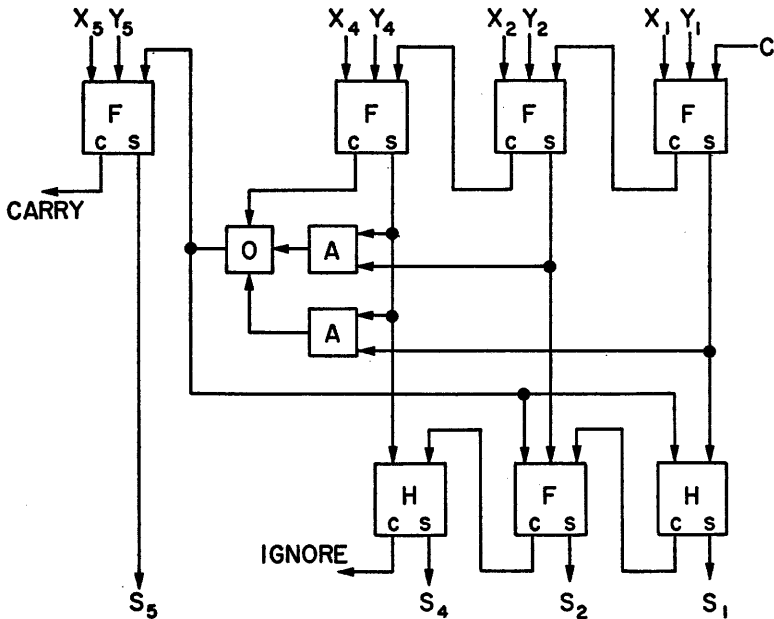 X5 Y5 X4 Y4 X2 Y2 X1 Y1
C
F F F F
C S C S C S C S
CARRY
O A
A
H F H
C S C S C S
IGNORE
S5 S4 S2 S1